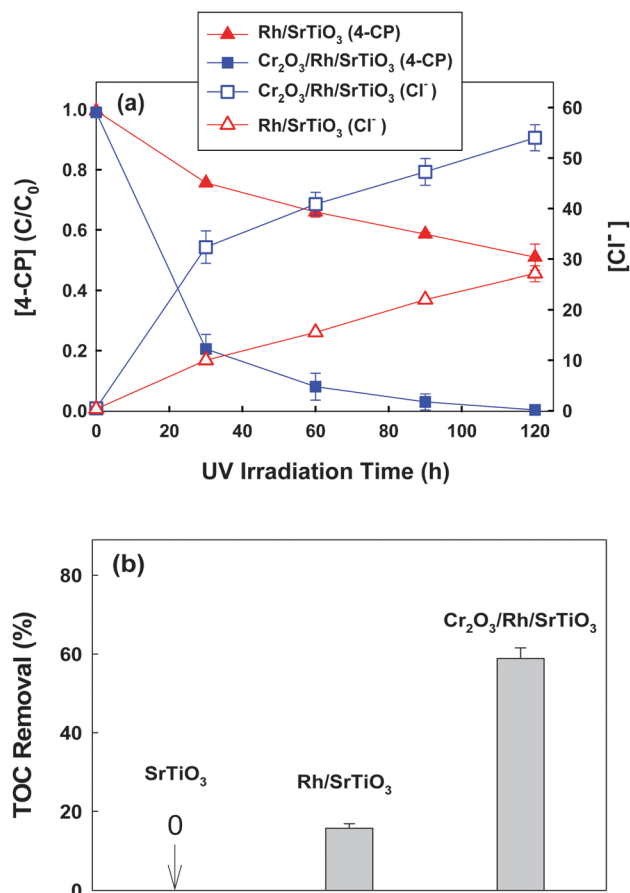 Rh/SrTiO₃ (4-CP)
Cr₂O₃/Rh/SrTiO₃ (4-CP)
Cr₂O₃/Rh/SrTiO₃ (Cl⁻)
Rh/SrTiO₃ (Cl⁻)
(a)
1.0
0.8
0.6
0.4
0.2
0.0
[4-CP] (C/C₀)
60
50
40
30
20
10
0
[Cl⁻]
0 20 40 60 80 100 120
UV Irradiation Time (h)
(b)
80
60
40
20
0
TOC Removal (%)
Cr₂O₃/Rh/SrTiO₃
SrTiO₃
Rh/SrTiO₃
0